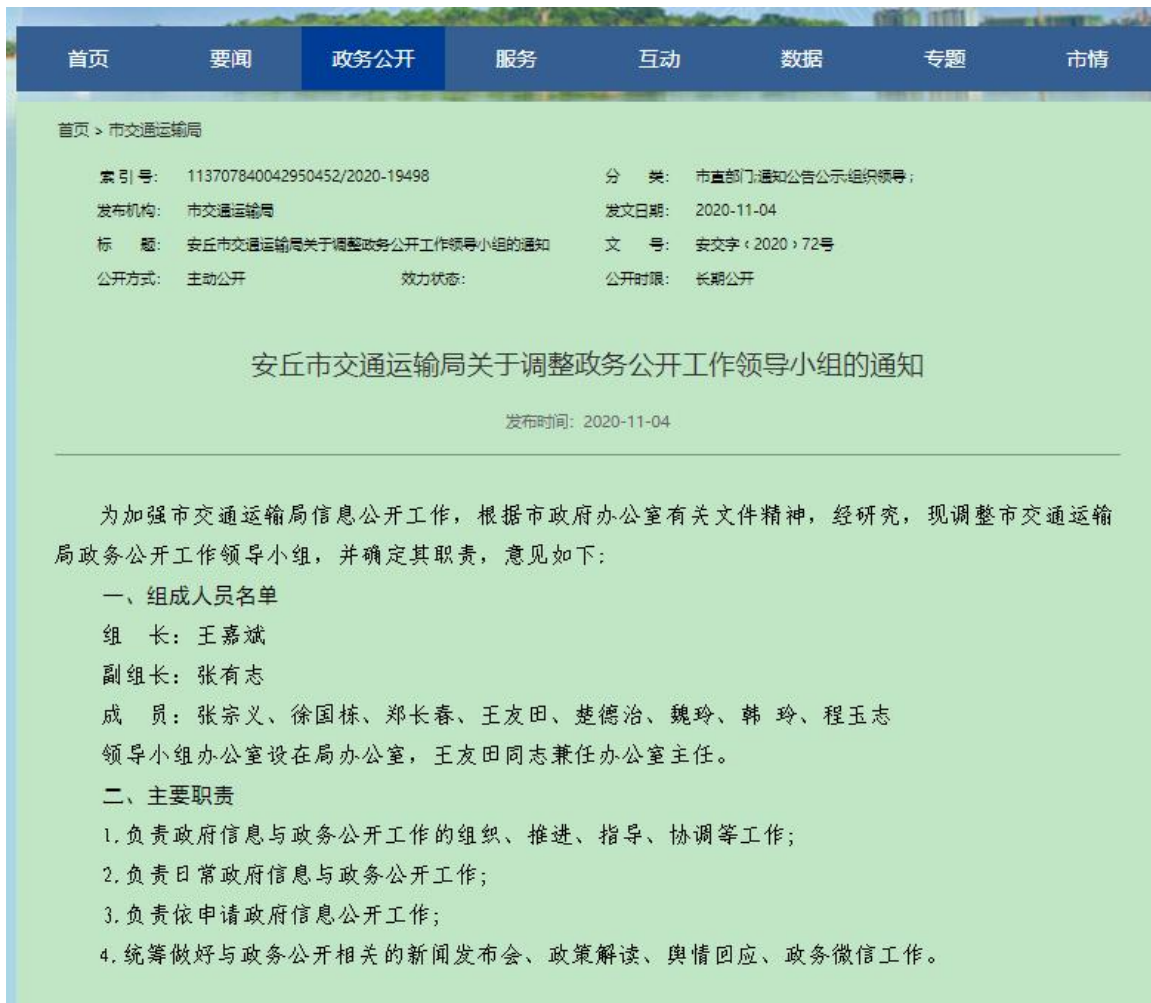 首页 要闻 政务公开 服务 互动 数据 专题 市情
首页 > 市交通运输局
索引号: 113707840042950452/2020-19498 分 类: 市直部门;通知公告公示;组织领导;
发布机构: 市交通运输局 发文日期: 2020-11-04
标 题: 安丘市交通运输局关于调整政务公开工作领导小组的通知 文 号: 安交字〔2020〕72号
公开方式: 主动公开 效力状态: 公开时限: 长期公开
安丘市交通运输局关于调整政务公开工作领导小组的通知
发布时间: 2020-11-04
为加强市交通运输局信息公开工作，根据市政府办公室有关文件精神，经研究，现调整市交通运输
局政务公开工作领导小组，并确定其职责，意见如下:
一、组成人员名单
组 长: 王嘉斌
副组长: 张有志
成 员: 张宗义、徐国栋、郑长春、王友田、楚德治、魏玲、韩 玲、程玉志
领导小组办公室设在局办公室，王友田同志兼任办公室主任。
二、主要职责
1.负责政府信息与政务公开工作的组织、推进、指导、协调等工作;
2.负责日常政府信息与政务公开工作;
3.负责依申请政府信息公开工作;
4.统筹做好与政务公开相关的新闻发布会、政策解读、舆情回应、政务微信工作。